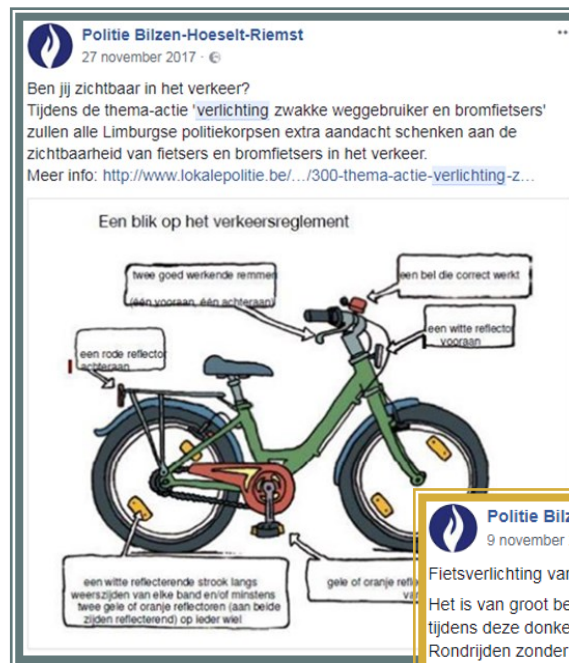 Politie Bilzen-Hoeselt-Riemst
27 november 2017 ·
Ben jij zichtbaar in het verkeer?
Tijdens de thema-actie 'verlichting zwakke weggebruiker en bromfietsers'
zullen alle Limburgse politiekorpsen extra aandacht schenken aan de
zichtbaarheid van fietsers en bromfietsers in het verkeer.
Meer info: http://www.lokalepolitie.be/.../300-thema-actie-verlichting-z...
Een blik op het verkeersreglement
twee goed werkende remmen
(één vooraan, één achteraan)
een bel die correct werkt
een witte reflector
vooraan
een rode reflector
achteraan
een witte reflecterende strook langs
weerszijden van elke band en/of minstens
twee gele of oranje reflectoren (aan beide
zijden reflecterend) op ieder wiel
gele of oranje
Politie
9 november
Fietsverlichting
Het is van groot
tijdens deze
Rondrijden zonder